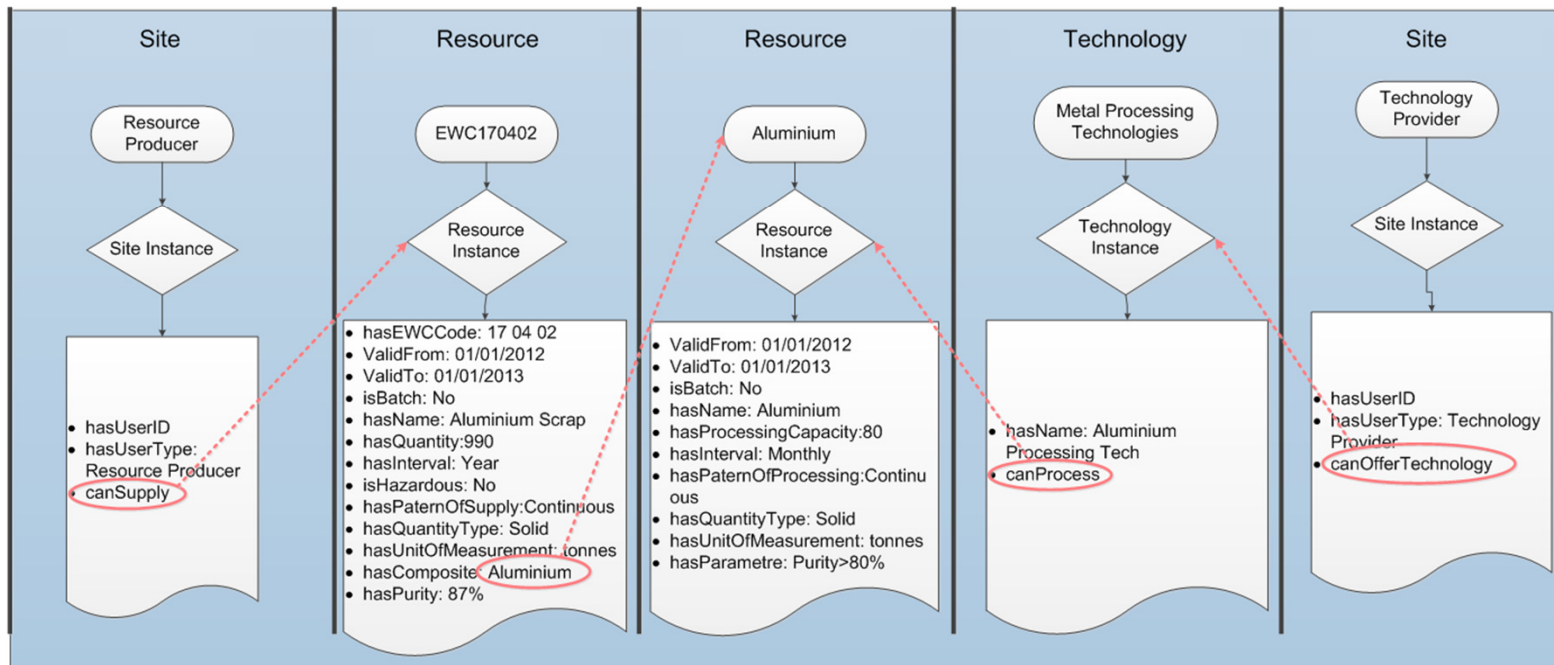 Site
Resource
Producer
Site Instance
• hasUserID
• hasUserType:
Resource Producer
• canSupply
Resource
EWC170402
Resource
Instance
• hasEWCCode: 17 04 02
• ValidFrom: 01/01/2012
• ValidTo: 01/01/2013
• isBatch: No
• hasName: Aluminium Scrap
• hasQuantity:990
• hasInterval: Year
• isHazardous: No
• hasPaternOfSupply:Continuous
• hasQuantityType: Solid
• hasUnitOfMeasurement: tonnes
• hasComposite: Aluminium
• hasPurity: 87%
Resource
Aluminium
Resource
Instance
• ValidFrom: 01/01/2012
• ValidTo: 01/01/2013
• isBatch: No
• hasName: Aluminium
• hasProcessingCapacity:80
• hasInterval: Monthly
• hasPaternOfProcessing:Continu
ous
• hasQuantityType: Solid
• hasUnitOfMeasurement: tonnes
• hasParametre: Purity>80%
Technology
Metal Processing
Technologies
Technology
Instance
• hasName: Aluminium
Processing Tech
• canProcess
Site
Technology
Provider
Site Instance
• hasUserID
• hasUserType: Technology
Provider
• canOfferTechnology